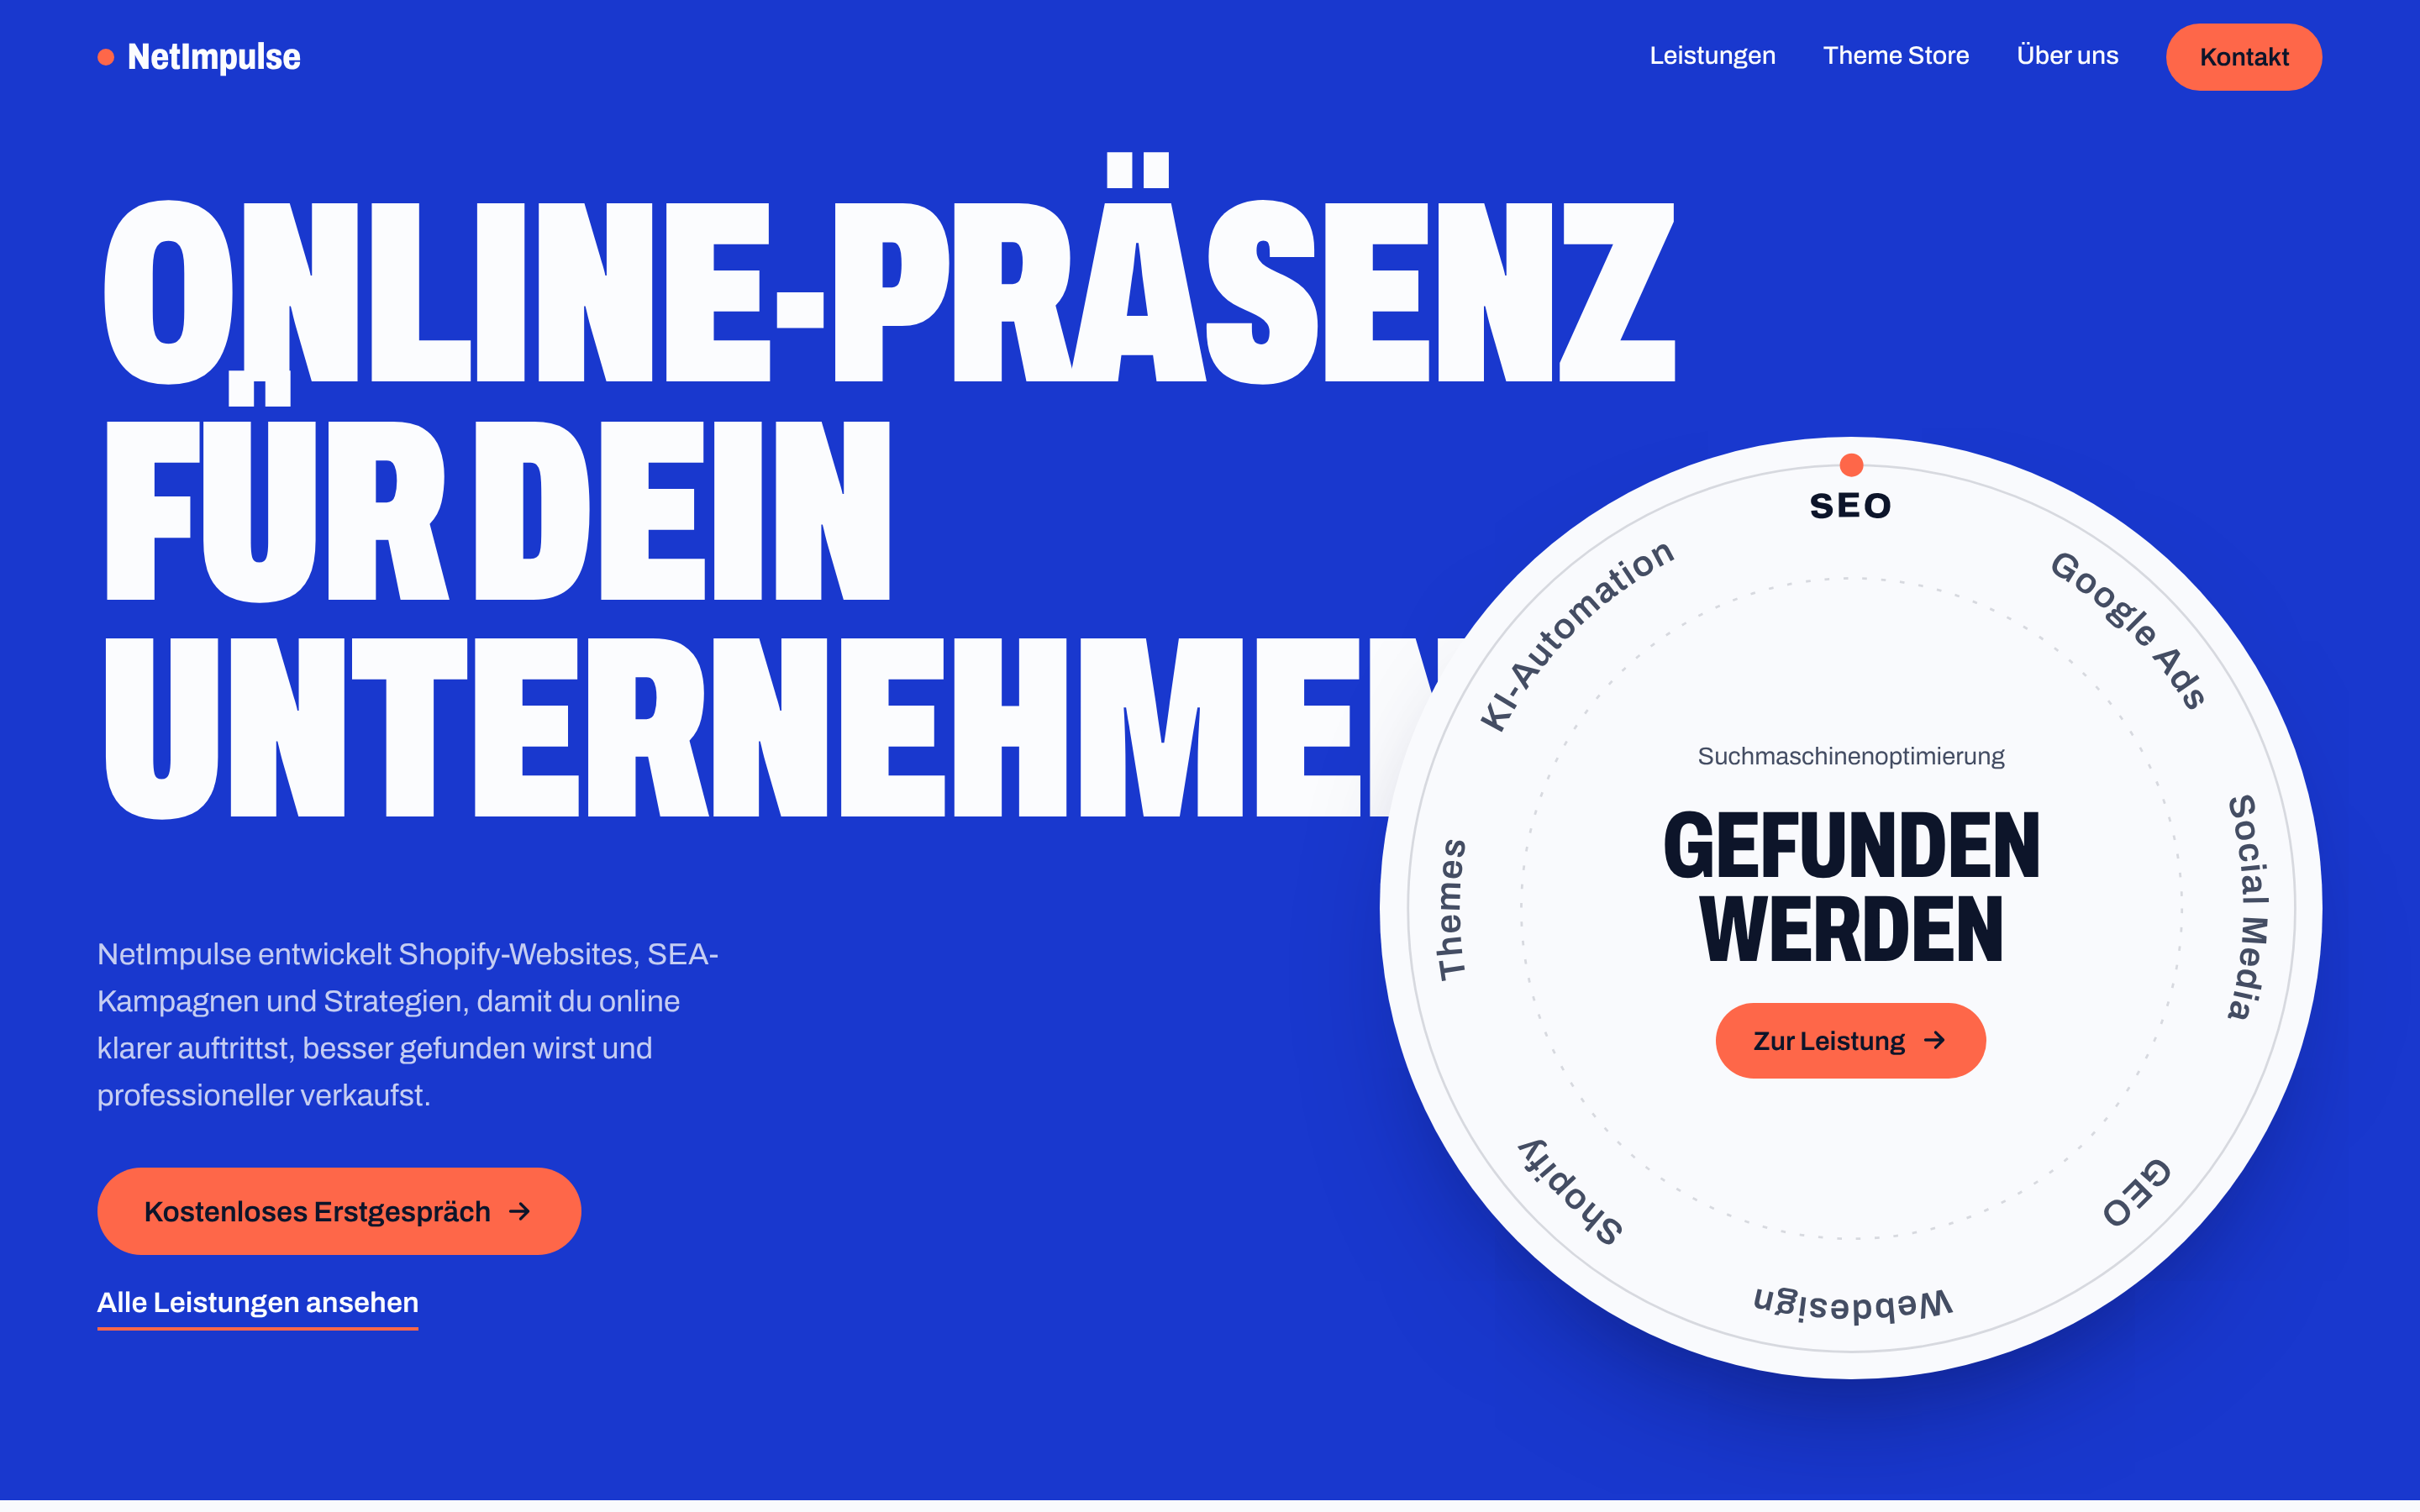 NetImpulse
Leistungen
Theme Store
Über uns
Kontakt
ONLINE-PRÄSENZ
FÜR DEIN
UNTERNEHMEN
NetImpulse entwickelt Shopify-Websites, SEA-
Kampagnen und Strategien, damit du online
klarer auftrittst, besser gefunden wirst und
professioneller verkaufst.
Kostenloses Erstgespräch
Alle Leistungen ansehen
SEO
Google Ads
Social Media
GEO
Webdesign
Shopify
Themes
KI-Automation
Suchmaschinenoptimierung
GEFUNDEN
WERDEN
Zur Leistung